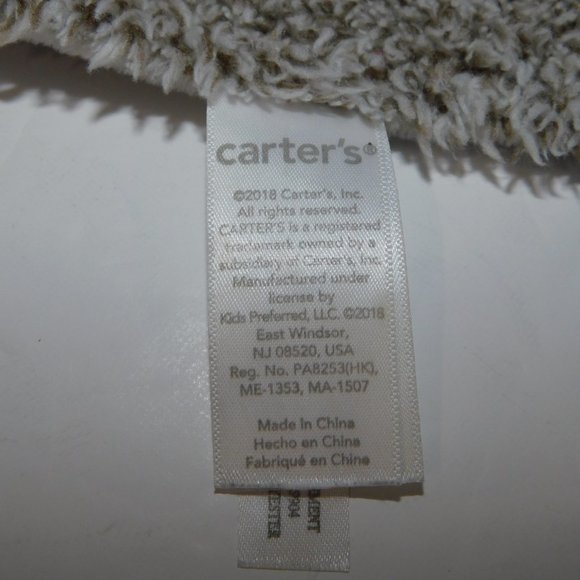 carter's®
©2018 Carter's, Inc.
All rights reserved.
CARTER'S is a registered
trademark owned by a
subsidiary of Carter's, Inc.
Manufactured under
license by
Kids Preferred, LLC. ©2018
East Windsor,
NJ 08520, USA
Reg. No. PA8253(HK),
ME-1353, MA-1507
Made In China
Hecho en China
Fabriqué en China